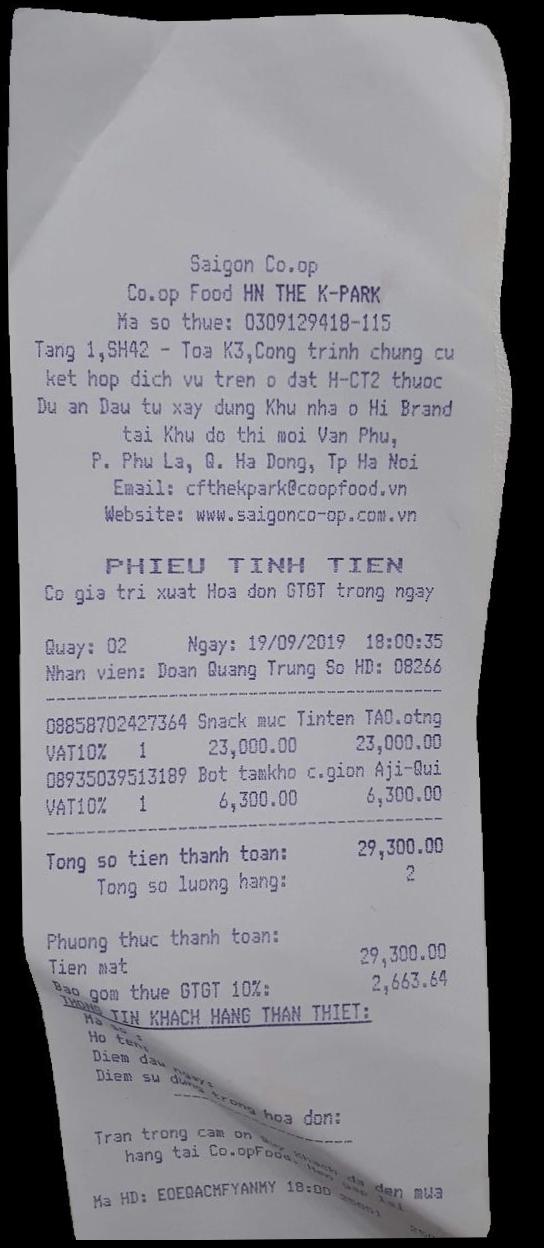 Saigon Co.op
Co.op Food HN THE K-PARK
Ma so thue: 0309129418-115
Tang 1,SH42 - Toa K3,Cong trinh chung cu
ket hop dich vu tren o dat H-CT2 thuoc
Du an Dau tu xay dung Khu nha o Hi Brand
tai Khu do thi moi Van Phu,
P. Phu La, Q. Ha Dong, Tp Ha Noi
Email: cfthekpark@coopfood.vn
Website: www.saigonco-op.com.vn
PHIEU TINH TIEN
Co gia tri xuat Hoa don GTGT trong ngay
Quay: 02 Ngay: 19/09/2019 18:00:35
Nhan vien: Doan Quang Trung So HD: 08266
08858702427364 Snack muc Tinten TAO.otng
VAT10% 1 23,000.00 23,000.00
08935039513189 Bot tamkho c.gion Aji-Qui
VAT10% 1 6,300.00 6,300.00
Tong so tien thanh toan: 29,300.00
Tong so luong hang: 2
Phuong thuc thanh toan:
Tien mat 29,300.00
Bao gom thue GTGT 10%: 2,663.64
THONG TIN KHACH HANG THAN THIET:
Ma so :
Ho ten:
Diem dau ngay:
Diem su dung trong hoa don:
Tran trong cam on Quy khach da den mua
hang tai Co.opFood. Hen gap lai
Ma HD: EOEQACMFYANMY 18:00